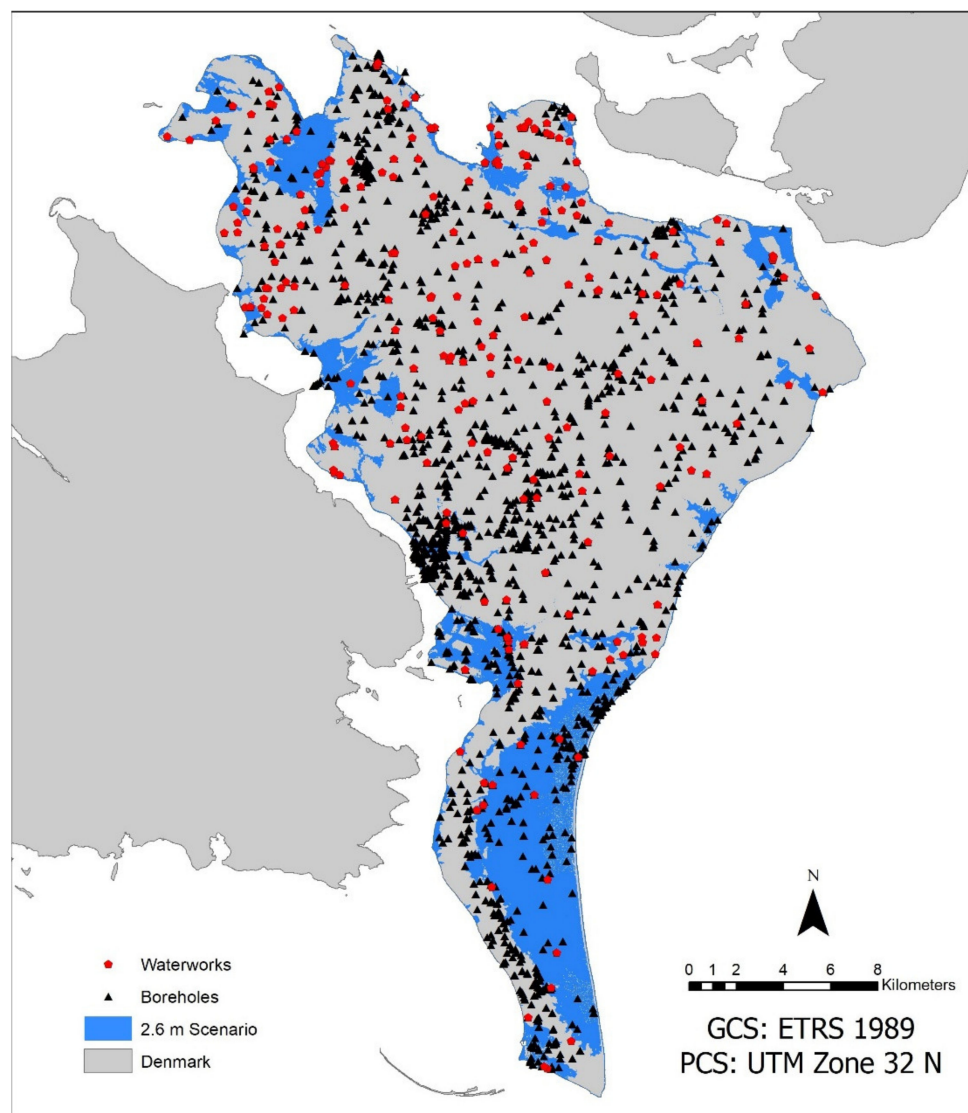 N
0 1 2 4 6 8
Kilometers
GCS: ETRS 1989
PCS: UTM Zone 32 N
Waterworks
Boreholes
2.6 m Scenario
Denmark